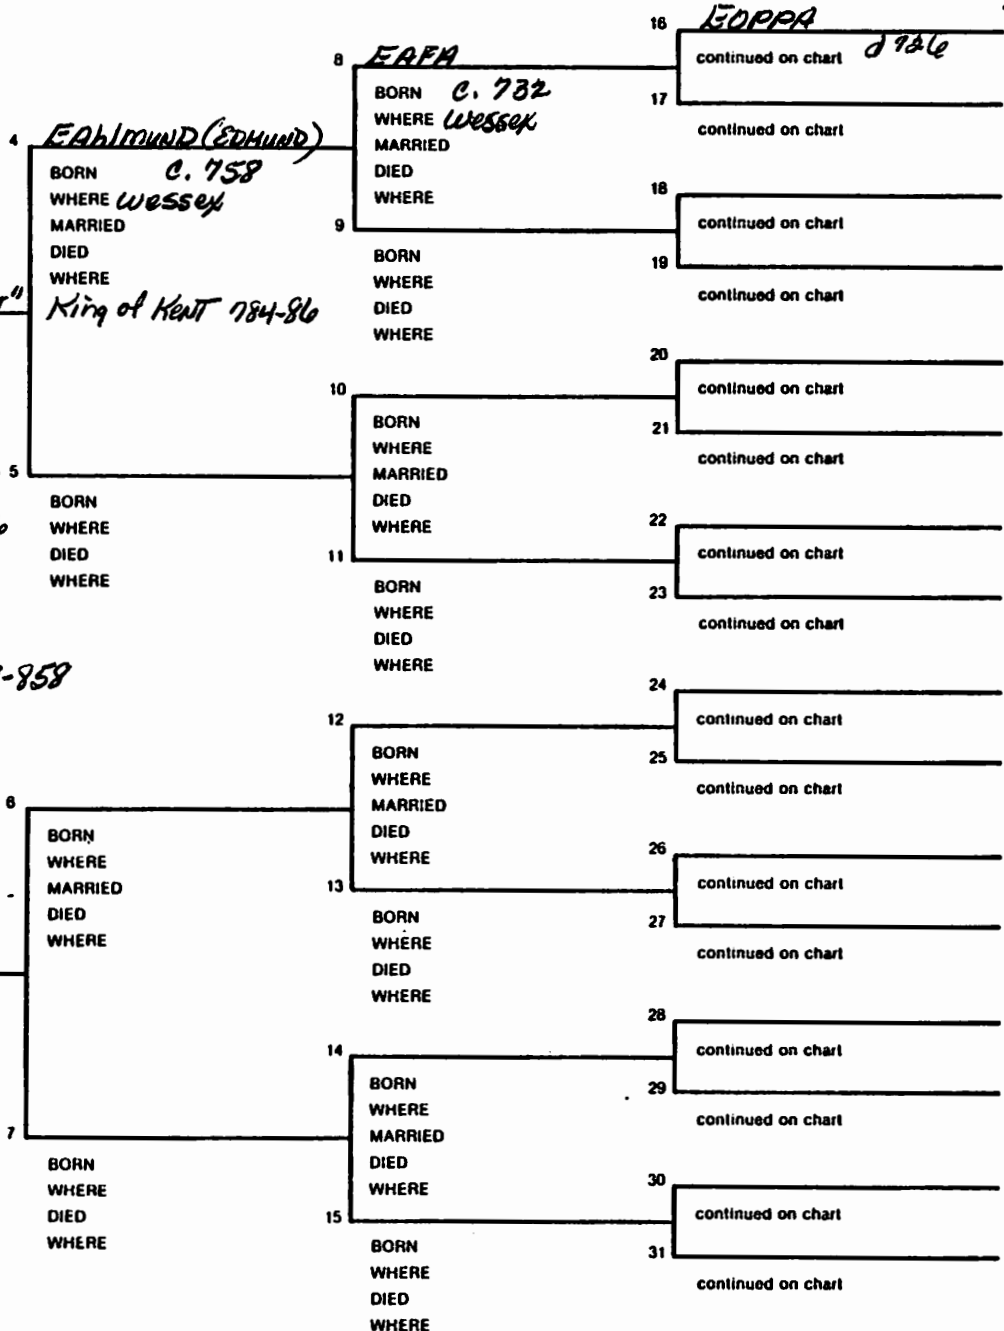 4 EAhlMUND (EDMUND)
BORN C. 758
WHERE Wessex
MARRIED
DIED
WHERE
King of KENT 784-86
5
BORN
WHERE
DIED
WHERE
-858
6
BORN
WHERE
MARRIED
DIED
WHERE
7
BORN
WHERE
DIED
WHERE
8 EAFA
BORN C. 732
WHERE Wessex
MARRIED
DIED
WHERE
9
BORN
WHERE
DIED
WHERE
10
BORN
WHERE
MARRIED
DIED
WHERE
11
BORN
WHERE
DIED
WHERE
12
BORN
WHERE
MARRIED
DIED
WHERE
13
BORN
WHERE
DIED
WHERE
14
BORN
WHERE
MARRIED
DIED
WHERE
15
BORN
WHERE
DIED
WHERE
16 EOPPA
continued on chart d
17
continued on chart
18
continued on chart
19
continued on chart
20
continued on chart
21
continued on chart
22
continued on chart
23
continued on chart
24
continued on chart
25
continued on chart
26
continued on chart
27
continued on chart
28
continued on chart
29
continued on chart
30
continued on chart
31
continued on chart